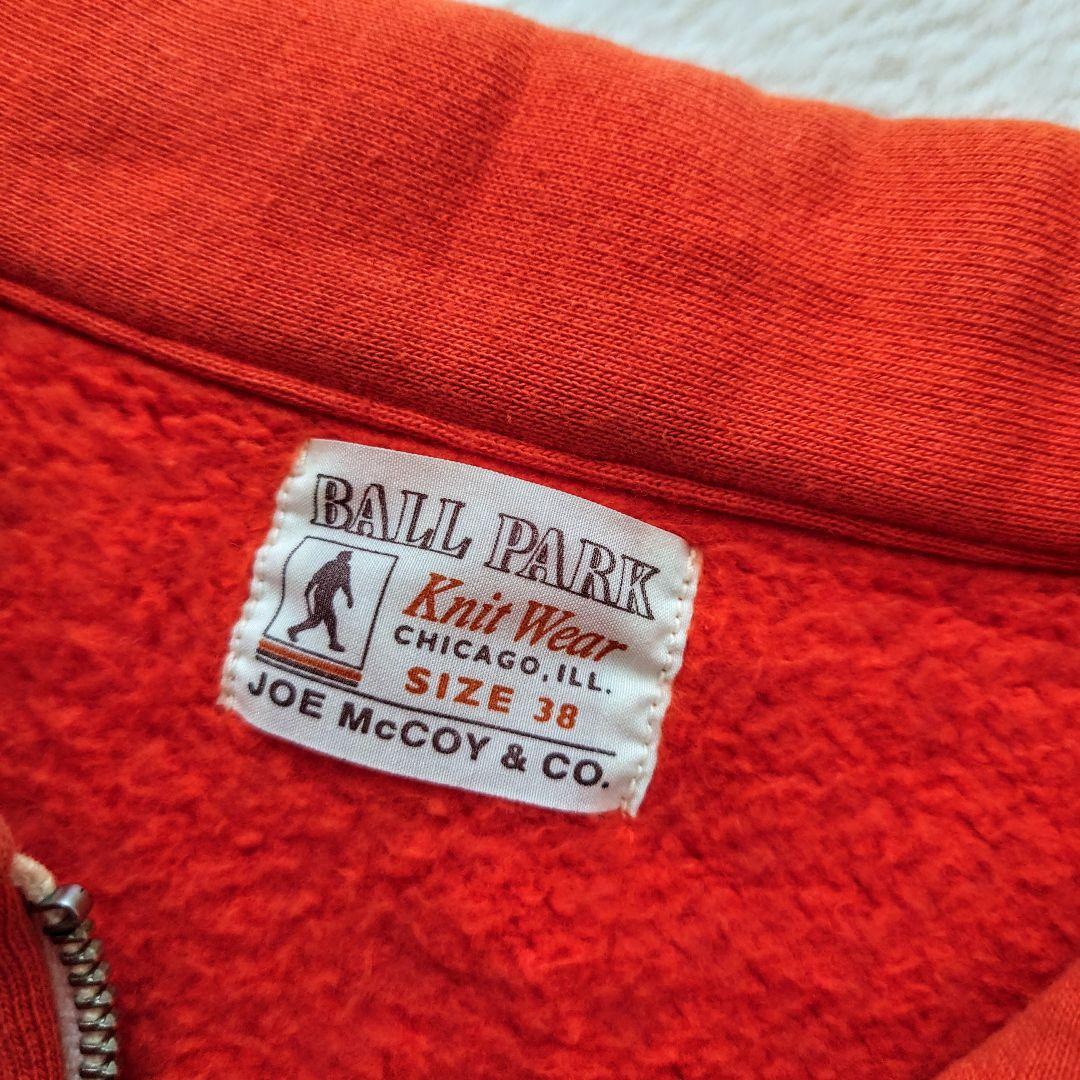 BALL PARK
Knit Wear
CHICAGO, ILL.
SIZE 38
JOE McCOY & CO.